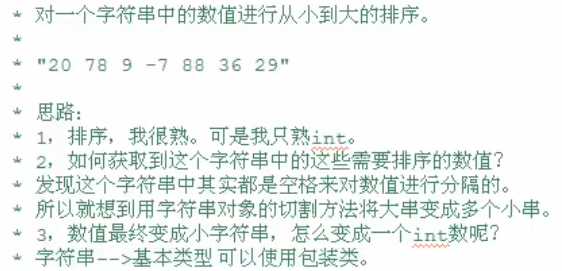 * 对一个字符串中的数值进行从小到大的排序。
*
* "20 78 9 -7 88 36 29"
*
* 思路:
* 1, 排序, 我很熟。可是我只熟int。
* 2, 如何获取到这个字符串中的这些需要排序的数值?
* 发现这个字符串中其实都是空格来对数值进行分隔的。
* 所以就想到用字符串对象的切割方法将大串变成多个小串。
* 3, 数值最终变成小字符串, 怎么变成一个int数呢?
* 字符串-->基本类型 可以使用包装类。